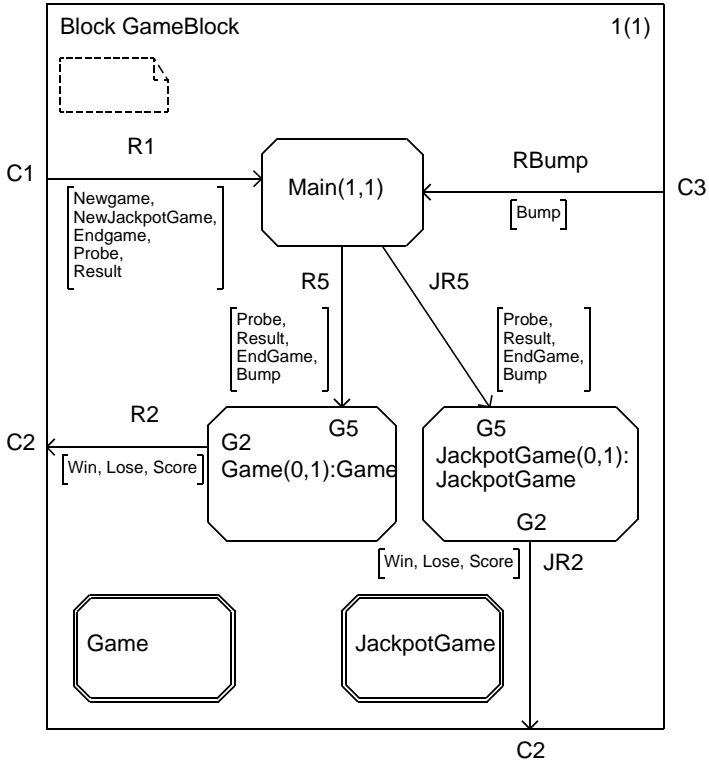 Block GameBlock
1(1)
R1
C1
Newgame,
NewJackpotGame,
Endgame,
Probe,
Result
Main(1,1)
RBump
C3
[Bump]
R5
JR5
Probe,
Result,
EndGame,
Bump
Probe,
Result,
EndGame,
Bump
R2
C2
[Win, Lose, Score]
G5
G2
Game(0,1):Game
G5
JackpotGame(0,1):
JackpotGame
G2
[Win, Lose, Score]
JR2
Game
JackpotGame
C2